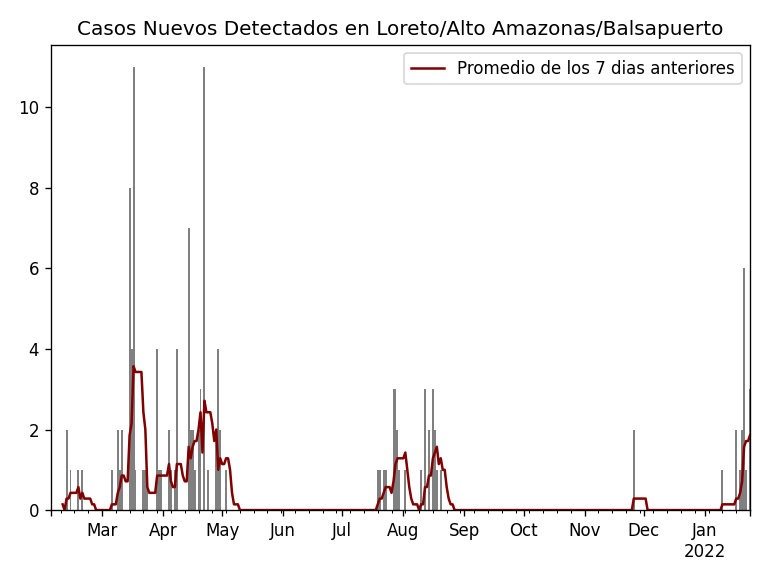 Casos Nuevos Detectados en Loreto/Alto Amazonas/Balsapuerto
Promedio de los 7 dias anteriores
10
8
6
4
2
0
Mar Apr May Jun Jul Aug Sep Oct Nov Dec Jan
2022